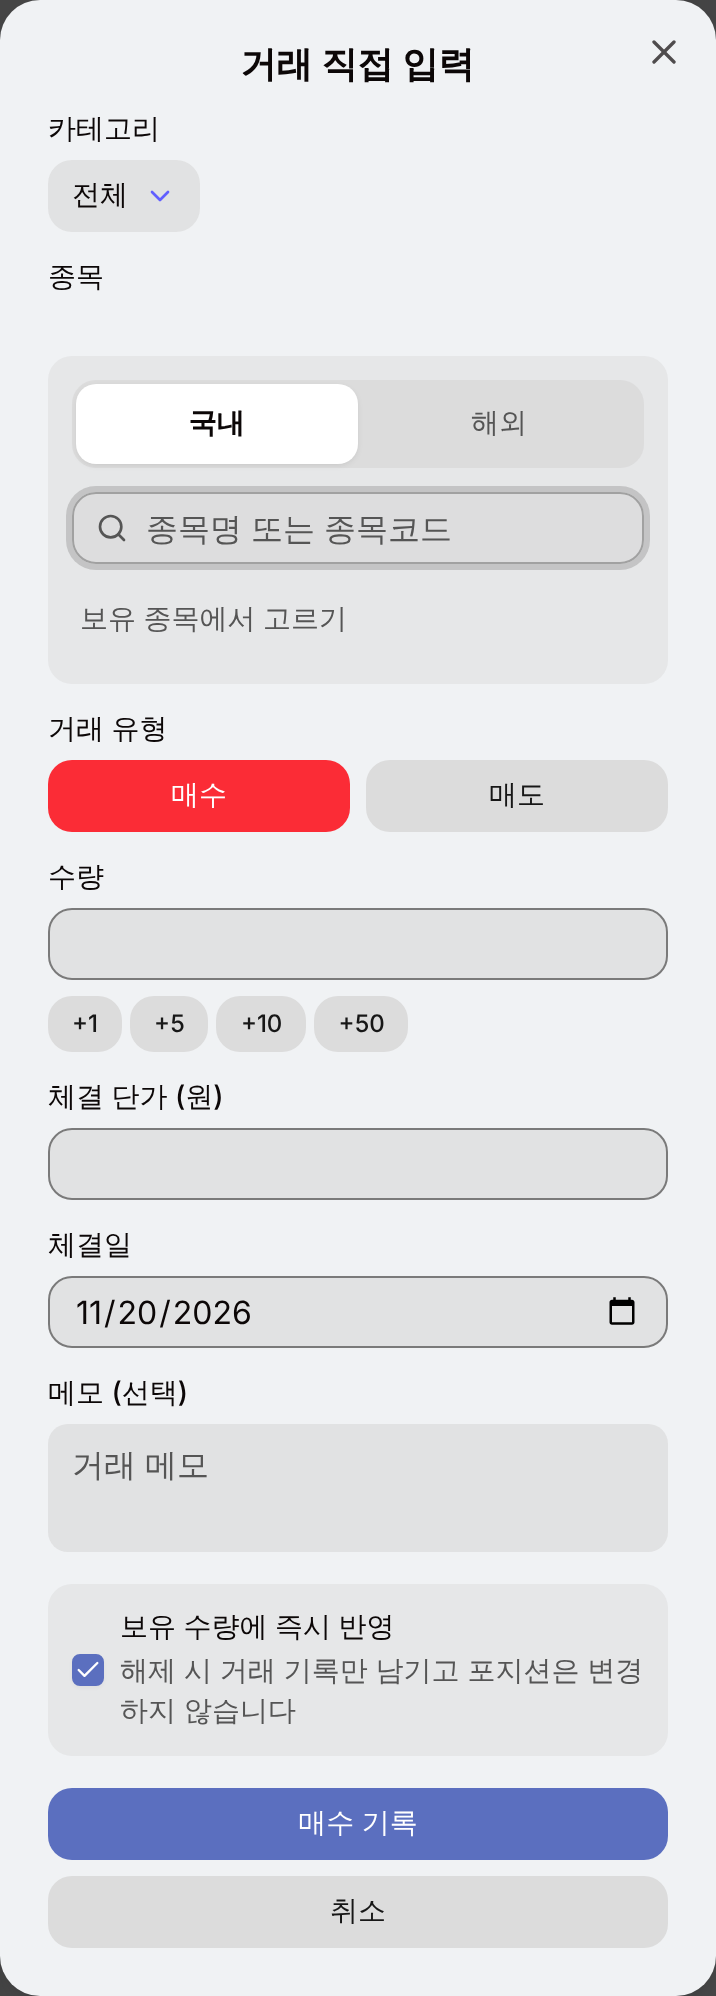 거래 직접 입력
카테고리
전체
종목
국내
해외
종목명 또는 종목코드
보유 종목에서 고르기
거래 유형
매수
매도
수량
+1
+5
+10
+50
체결 단가 (원)
체결일
11/20/2026
메모 (선택)
거래 메모
보유 수량에 즉시 반영
해제 시 거래 기록만 남기고 포지션은 변경
하지 않습니다
매수 기록
취소